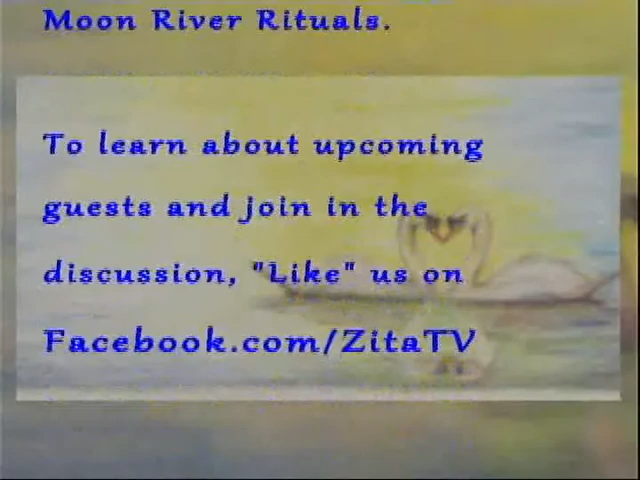 Moon River Rituals.
To learn about upcoming
guests and join in the
discussion, "Like" us on
Facebook.com/ZitaTV